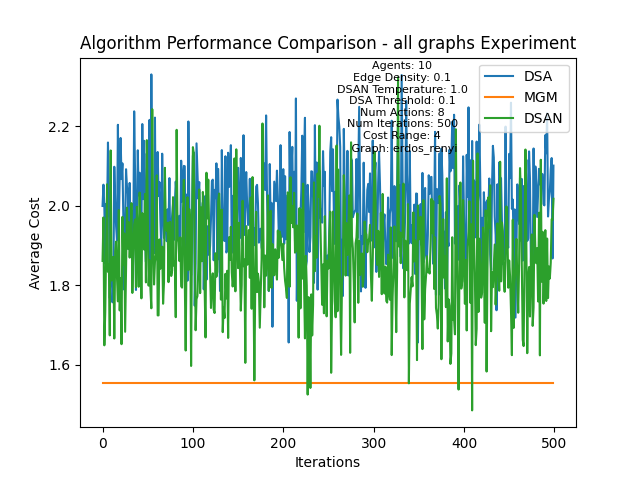 Algorithm Performance Comparison - all graphs Experiment
Agents: 10
Edge Density: 0.1
DSAN Temperature: 1.0
DSA Threshold: 0.1
Num Actions: 8
Num Iterations: 500
Cost Range: 4
Graph: erdos_renyi
DSA
MGM
DSAN
Average Cost
2.2
2.0
1.8
1.6
0
100
200
300
400
500
Iterations